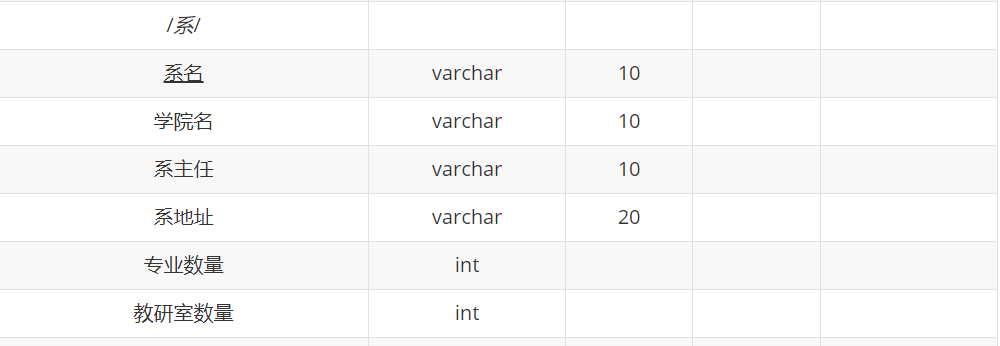 /系/
系名 varchar 10
学院名 varchar 10
系主任 varchar 10
系地址 varchar 20
专业数量 int
教研室数量 int